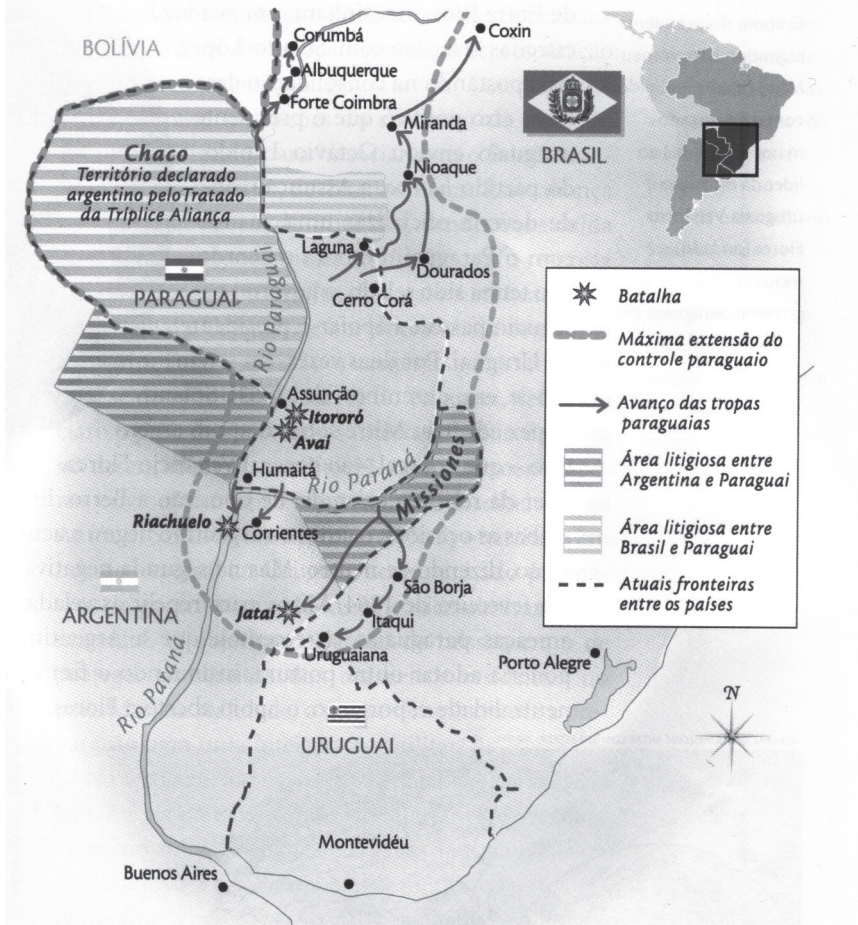 BOLÍVIA
Corumbá
Albuquerque
Forte Coimbra
Coxin
Miranda
Nioaque
BRASIL
Chaco
Território declarado
argentino pelo Tratado
da Tríplice Aliança
PARAGUAI
Rio Paraguai
Laguna
Dourados
Cerro Corá
Assunção
Itororó
Avaí
Humaitá
Rio Paraná
Missiones
Riachuelo
Corrientes
ARGENTINA
Jataí
São Borja
Itaqui
Uruguaiana
Rio Paraná
URUGUAI
Porto Alegre
Montevidéu
Buenos Aires
N
Batalha
Máxima extensão do
controle paraguaio
Avanço das tropas
paraguaias
Área litigiosa entre
Argentina e Paraguai
Área litigiosa entre
Brasil e Paraguai
Atuais fronteiras
entre os países